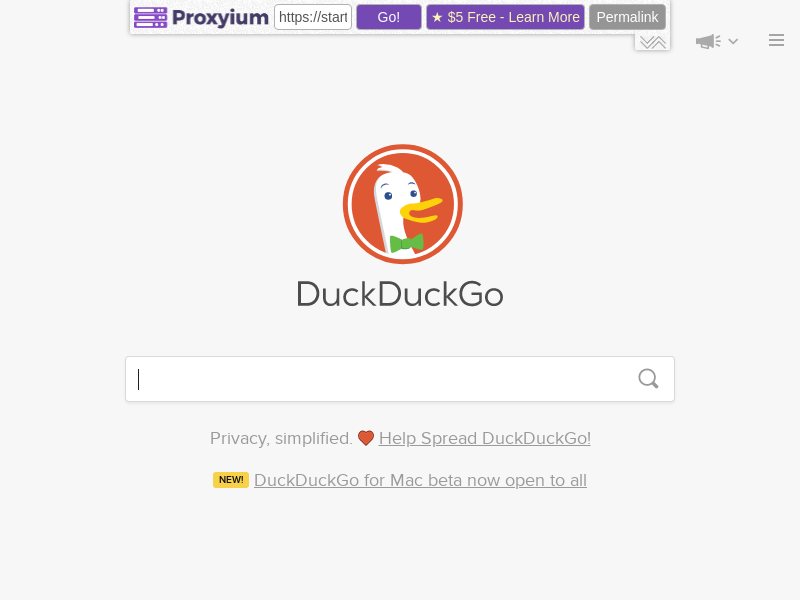 Proxyium https://start Go! ★ $5 Free - Learn More Permalink
DuckDuckGo
Privacy, simplified. Help Spread DuckDuckGo!
NEW! DuckDuckGo for Mac beta now open to all